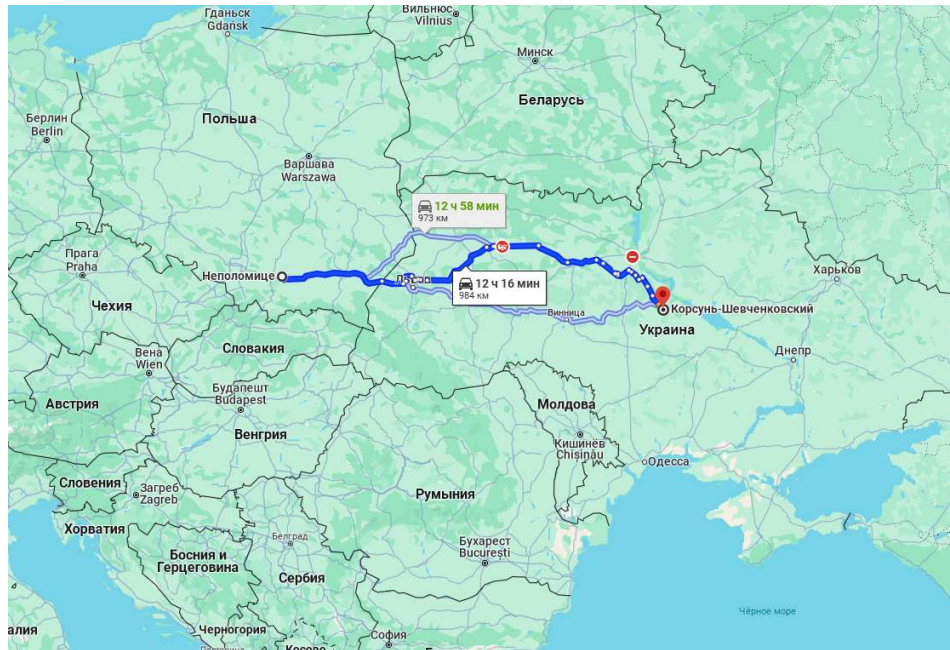 Гданьск
Gdańsk
Вильнюс
Vilnius
Минск
Беларусь
Берлин
Berlin
Польша
Варшава
Warszawa
12 ч 58 мин
973 км
Прага
Praha
Неполомице
Харьков
12 ч 16 мин
984 км
Чехия
Корсунь-Шевченковский
Винница
Украина
Словакия
Вена
Wien
Днепр
Будапешт
Budapest
Австрия
Молдова
Венгрия
Кишинёв
Chișinău
Одесса
Словения
Загреб
Zagreb
Румыния
Хорватия
Белград
Босния и
Герцеговина
Бухарест
București
Сербия
Чёрное море
алия
Черногория
София
Косово